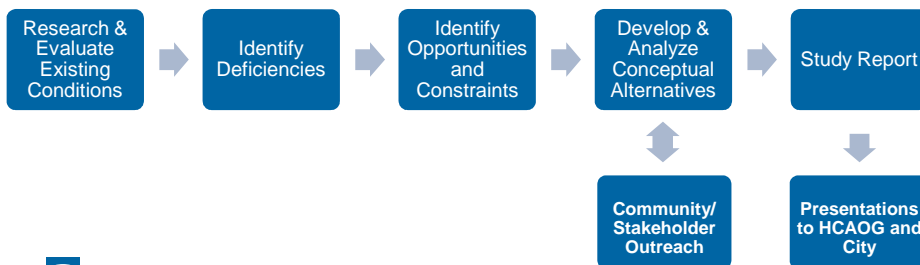 Research &
Evaluate
Existing
Conditions
Identify
Deficiencies
Identify
Opportunities
and
Constraints
Develop &
Analyze
Conceptual
Alternatives
Study Report
Community/
Stakeholder
Outreach
Presentations
to HCAOG and
City